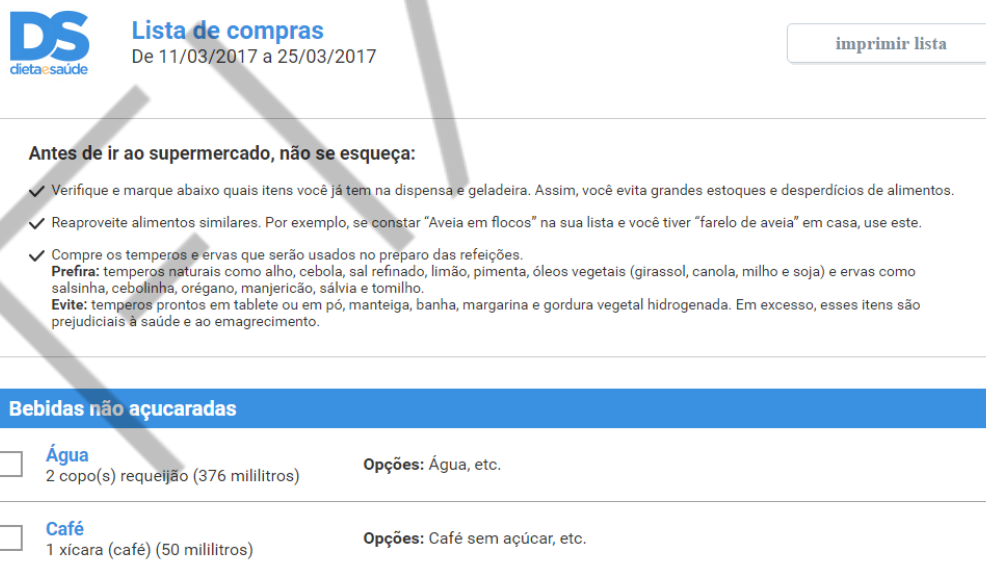 DS
dietaesaúde
Lista de compras
De 11/03/2017 a 25/03/2017
imprimir lista
Antes de ir ao supermercado, não se esqueça:
Verifique e marque abaixo quais itens você já tem na dispensa e geladeira. Assim, você evita grandes estoques e desperdícios de alimentos.
Reaproveite alimentos similares. Por exemplo, se constar “Aveia em flocos” na sua lista e você tiver “farelo de aveia” em casa, use este.
Compre os temperos e ervas que serão usados no preparo das refeições.
Prefira: temperos naturais como alho, cebola, sal refinado, limão, pimenta, óleos vegetais (girassol, canola, milho e soja) e ervas como
salsinha, cebolinha, orégano, manjericão, sálvia e tomilho.
Evite: temperos prontos em tablete ou em pó, manteiga, banha, margarina e gordura vegetal hidrogenada. Em excesso, esses itens são
prejudiciais à saúde e ao emagrecimento.
Bebidas não açucaradas
Água
2 copo(s) requeijão (376 mililitros)
Opções: Água, etc.
Café
1 xícara (café) (50 mililitros)
Opções: Café sem açúcar, etc.